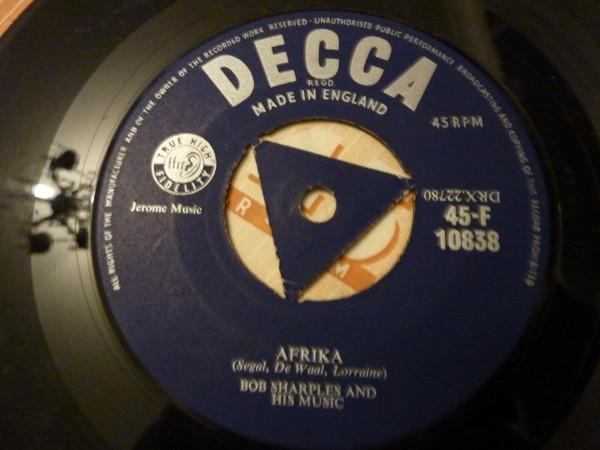 ALL RIGHTS OF THE MANUFACTURER AND OF THE OWNER OF THE RECORDED WORK RESERVED · UNAUTHORISED PUBLIC PERFORMANCE BROADCASTING AND COPYING OF THIS RECORD PROHIBITED
DECCA
REGD.
MADE IN ENGLAND
45 RPM
TRUE HIGH
ffrr
FIDELITY
Jerome Music
DRX.22780
45-F
10838
R
M
AFRIKA
(Segal, De Waal, Lorraine)
BOB SHARPLES AND
HIS MUSIC